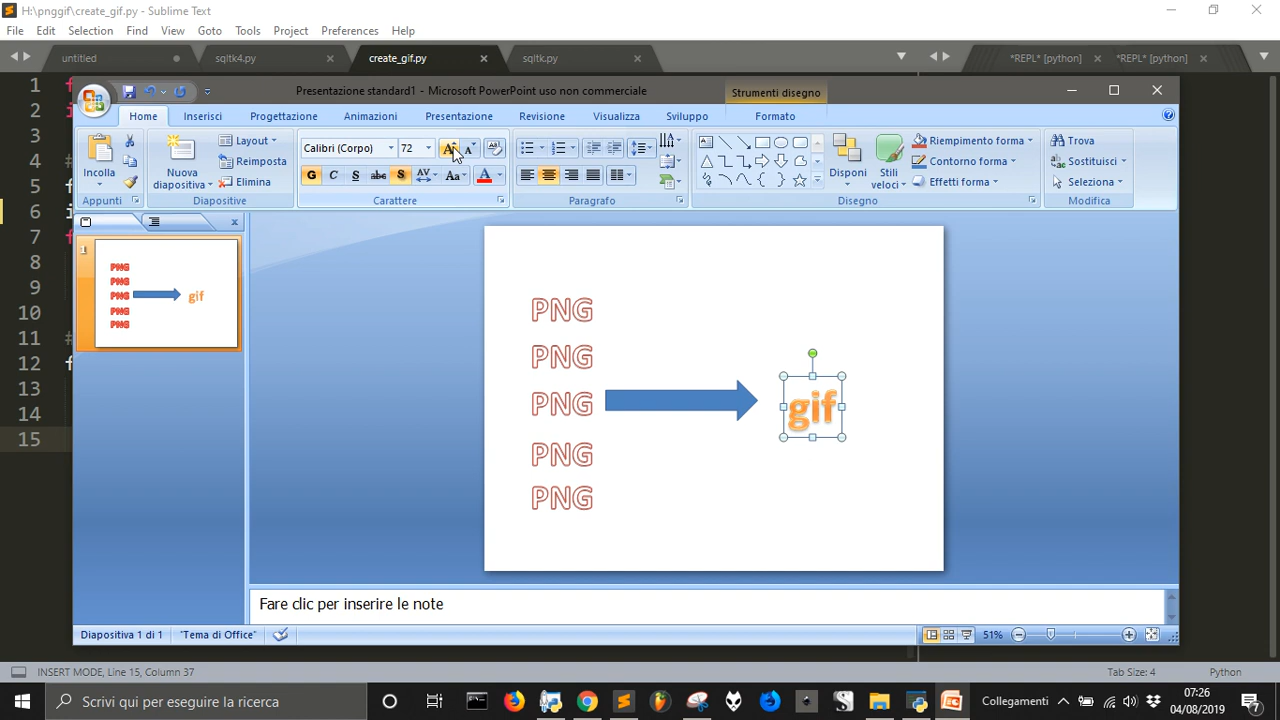 H:\pnggif\create_gif.py - Sublime Text
File Edit Selection Find View Goto Tools Project Preferences Help
untitled sqltk4.py create_gif.py sqltk.py *REPL* [python] *REPL* [python]
Presentazione standard1 - Microsoft PowerPoint uso non commerciale
Strumenti disegno
Home Inserisci Progettazione Animazioni Presentazione Revisione Visualizza Sviluppo Formato
Incolla
Appunti
Nuova diapositiva
Layout
Reimposta
Elimina
Diapositive
Calibri (Corpo) 72
G C S abc S AV Aa A
Carattere
Paragrafo
Disponi
Stili veloci
Riempimento forma
Contorno forma
Effetti forma
Disegno
Trova
Sostituisci
Seleziona
Modifica
1
2
3
4 #
5 f
6 i
7 f
8
9
10
11 #
12 f
13
14
15
1
PNG
PNG
PNG
PNG
PNG
gif
PNG
PNG
PNG
PNG
PNG
gif
Fare clic per inserire le note
Diapositiva 1 di 1 "Tema di Office" 51%
INSERT MODE, Line 15, Column 37 Tab Size: 4 Python
Scrivi qui per eseguire la ricerca
Collegamenti
07:26
04/08/2019
7